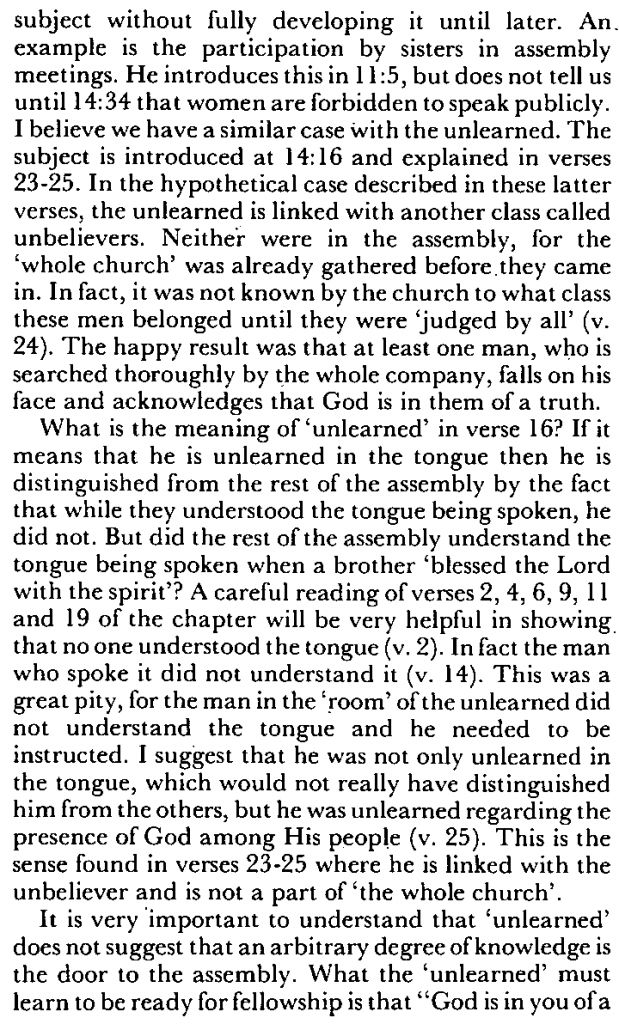 subject without fully developing it until later. An
example is the participation by sisters in assembly
meetings. He introduces this in 11:5, but does not tell us
until 14:34 that women are forbidden to speak publicly.
I believe we have a similar case with the unlearned. The
subject is introduced at 14:16 and explained in verses
23-25. In the hypothetical case described in these latter
verses, the unlearned is linked with another class called
unbelievers. Neither were in the assembly, for the
‘whole church’ was already gathered before they came
in. In fact, it was not known by the church to what class
these men belonged until they were ‘judged by all’ (v.
24). The happy result was that at least one man, who is
searched thoroughly by the whole company, falls on his
face and acknowledges that God is in them of a truth.
What is the meaning of ‘unlearned’ in verse 16? If it
means that he is unlearned in the tongue then he is
distinguished from the rest of the assembly by the fact
that while they understood the tongue being spoken, he
did not. But did the rest of the assembly understand the
tongue being spoken when a brother ‘blessed the Lord
with the spirit’? A careful reading of verses 2, 4, 6, 9, 11
and 19 of the chapter will be very helpful in showing
that no one understood the tongue (v. 2). In fact the man
who spoke it did not understand it (v. 14). This was a
great pity, for the man in the ‘room’ of the unlearned did
not understand the tongue and he needed to be
instructed. I suggest that he was not only unlearned in
the tongue, which would not really have distinguished
him from the others, but he was unlearned regarding the
presence of God among His people (v. 25). This is the
sense found in verses 23-25 where he is linked with the
unbeliever and is not a part of ‘the whole church’.
It is very important to understand that ‘unlearned’
does not suggest that an arbitrary degree of knowledge is
the door to the assembly. What the ‘unlearned’ must
learn to be ready for fellowship is that “God is in you of a